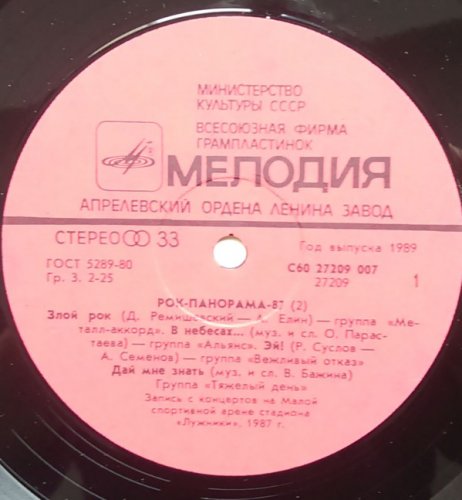 МИНИСТЕРСТВО
КУЛЬТУРЫ СССР
ВСЕСОЮЗНАЯ ФИРМА
ГРАМПЛАСТИНОК
МЕЛОДИЯ
АПРЕЛЕВСКИЙ ОРДЕНА ЛЕНИНА ЗАВОД
СТЕРЕО 33
Год выпуска 1989
ГОСТ 5289-80
Гр. 3. 2-25
С60 27209 007
27209
1
РОК-ПАНОРАМА-87 (2)
Злой рок (Д. Ремишевский — А. Елин) — группа «Ме-
талл-аккорд». В небесах... (муз. и сл. О. Парас-
таева) — группа «Альянс». Эй! (Р. Суслов —
А. Семенов) — группа «Вежливый отказ»
Дай мне знать (муз. и сл. В. Бажина)
Группа «Тяжелый день»
Запись с концертов на Малой
спортивной арене стадиона
«Лужники», 1987 г.